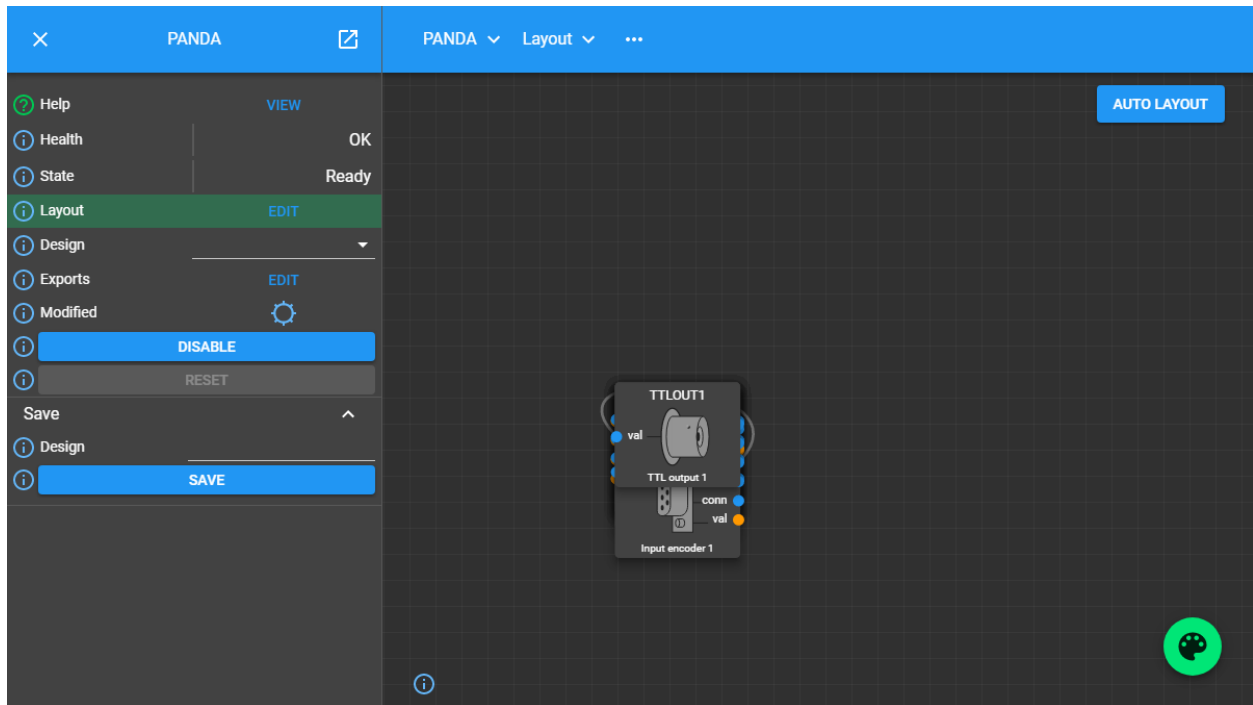 PANDA
PANDA Layout
Help VIEW
AUTO LAYOUT
Health OK
State Ready
Layout EDIT
Design
Exports EDIT
Modified
DISABLE
RESET
Save
Design
SAVE
TTLOUT1
val
TTL output 1
conn
val
Input encoder 1